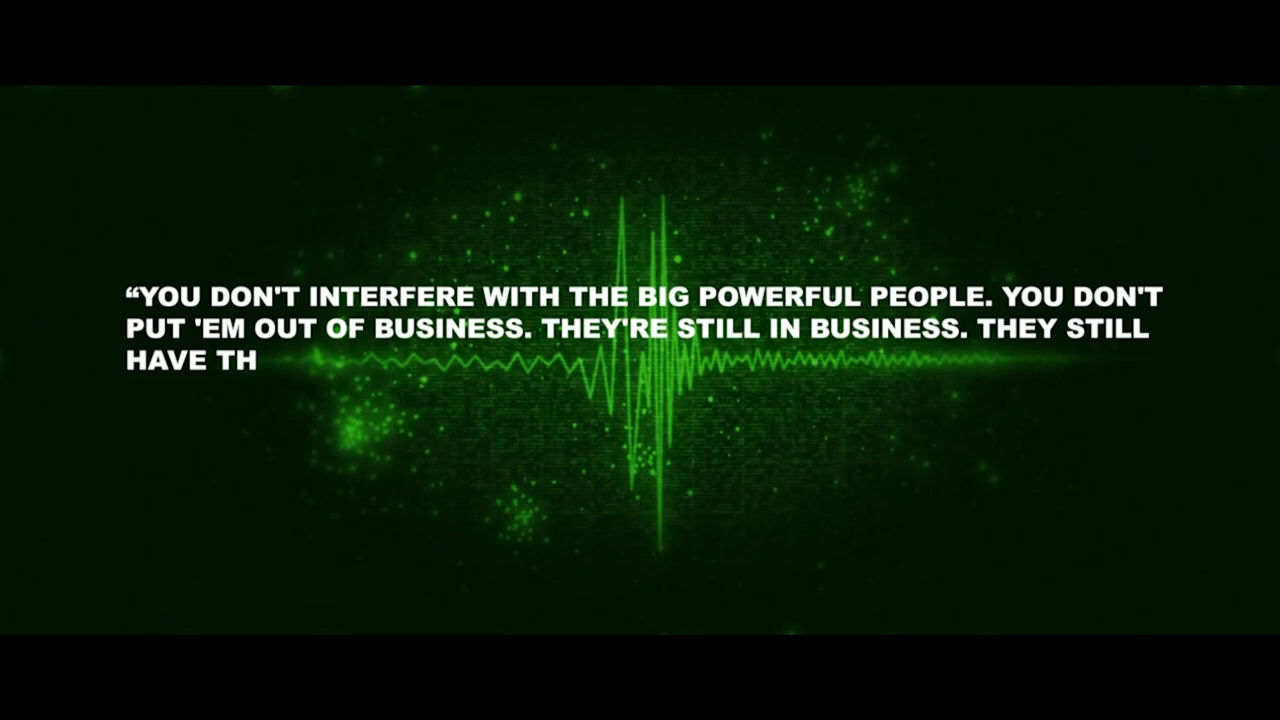 “YOU DON'T INTERFERE WITH THE BIG POWERFUL PEOPLE. YOU DON'T
PUT 'EM OUT OF BUSINESS. THEY'RE STILL IN BUSINESS. THEY STILL
HAVE TH